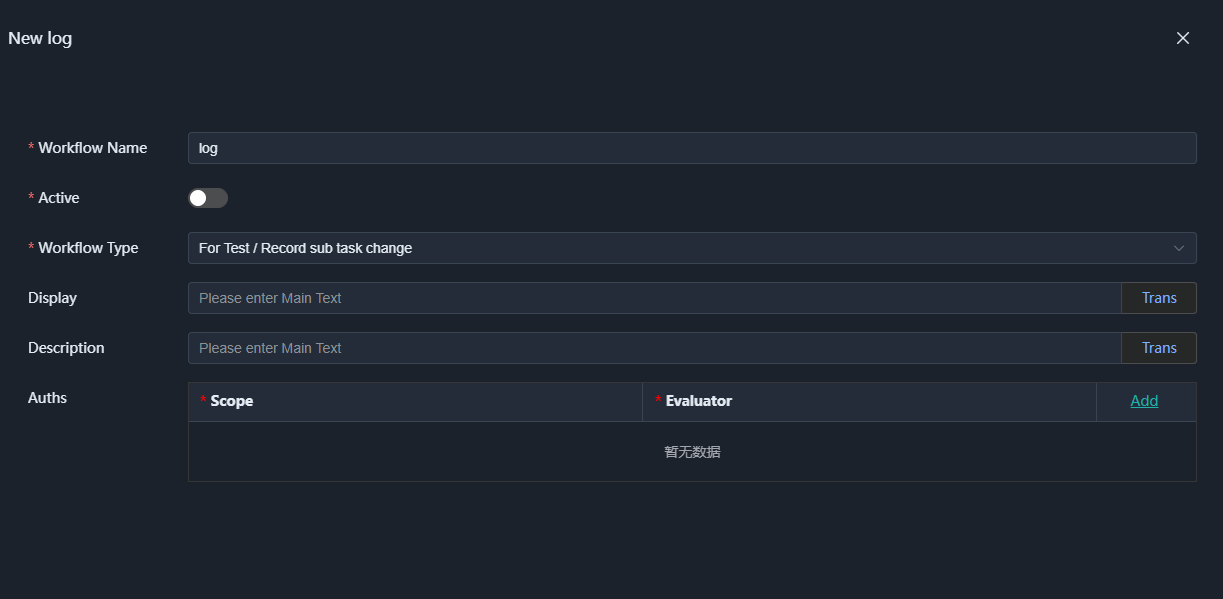 New log
* Workflow Name log
* Active
* Workflow Type For Test / Record sub task change
Display Please enter Main Text Trans
Description Please enter Main Text Trans
Auths * Scope * Evaluator Add
暂无数据